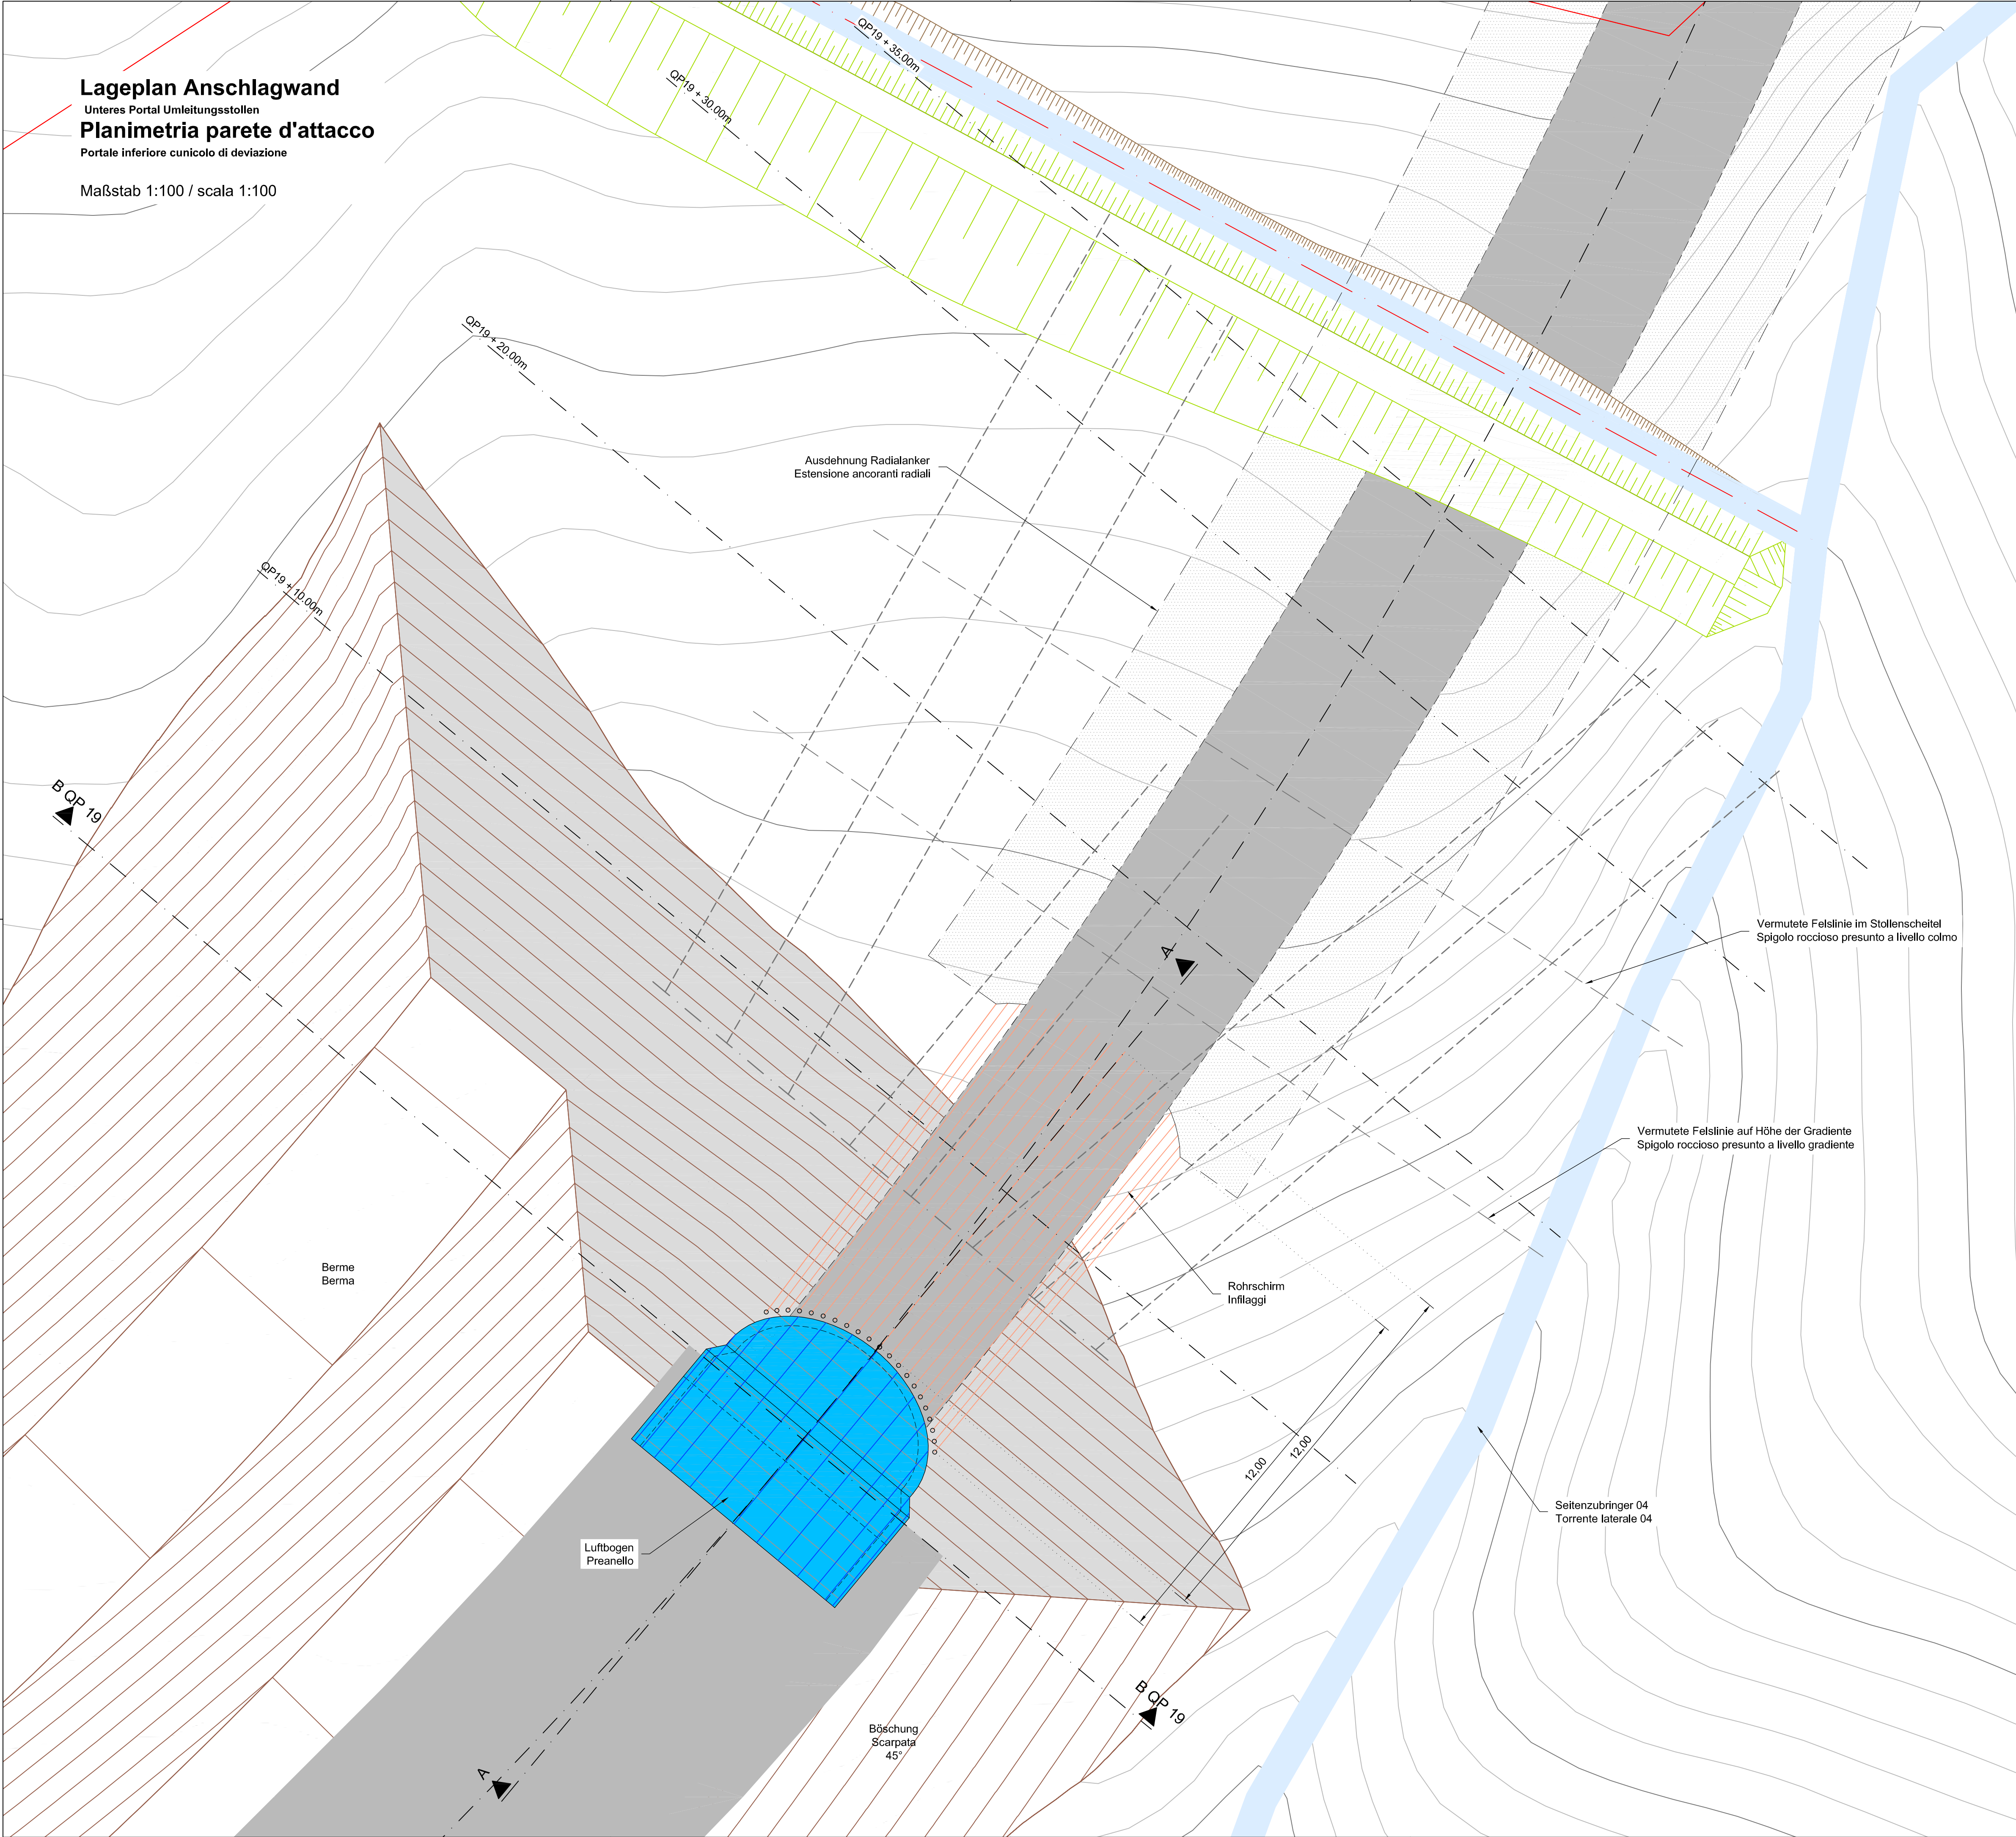 Lageplan Anschlagwand
Unteres Portal Umleitungsstollen
Planimetria parete d'attacco
Portale inferiore cunicolo di deviazione
Maßstab 1:100 / scala 1:100
QP19 + 35.00m
QP19 + 30.00m
QP19 + 20.00m
QP19 + 10.00m
Ausdehnung Radialanker
Estensione ancoranti radiali
B QP 19
A
Vermutete Felslinie im Stollenscheitel
Spigolo roccioso presunto a livello colmo
Vermutete Felslinie auf Höhe der Gradiente
Spigolo roccioso presunto a livello gradiente
Berme
Berma
Rohrschirm
Infilaggi
12,00
12,00
Seitenzubringer 04
Torrente laterale 04
Luftbogen
Preanello
B QP 19
Böschung
Scarpata
45°
A